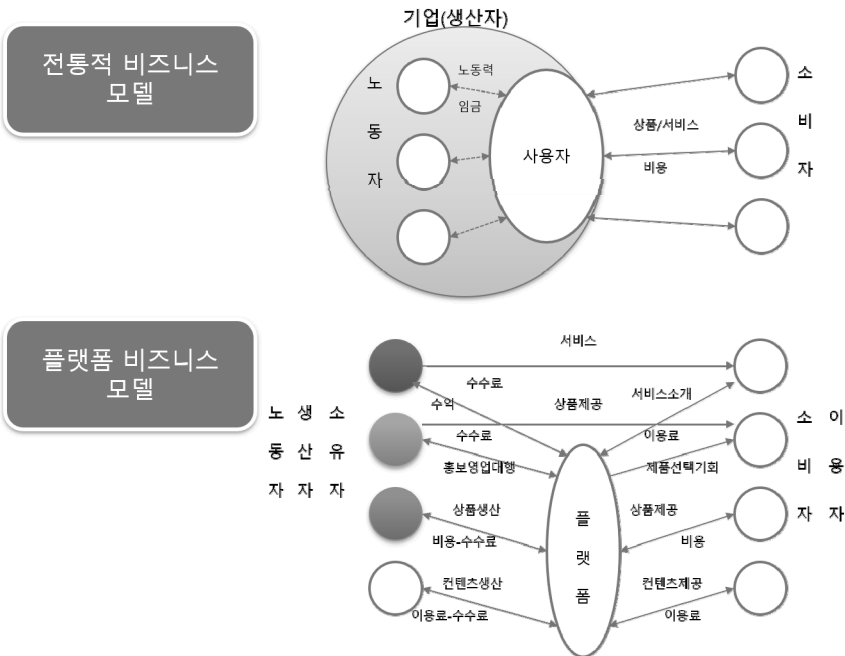 기업(생산자)
전통적 비즈니스
모델
노동자
노동력
임금
사용자
상품/서비스
비용
소비자
플랫폼 비즈니스
모델
노동자
생산자
소유자
서비스
수수료
수익
서비스소개
상품제공
수수료
이용료
홍보영업대행
제품선택기회
상품생산
상품제공
비용-수수료
비용
컨텐츠생산
컨텐츠제공
이용료-수수료
이용료
플랫폼
소비자
이용자